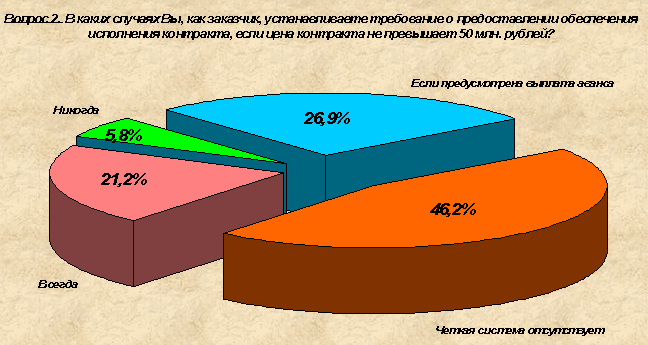 Вопрос 2. В каких случаях Вы, как заказчик, устанавливаете требование о предоставлении обеспечения
исполнения контракта, если цена контракта не превышает 50 млн. рублей?
Если предусмотрена выплата аванса
Никогда
26,9%
5,8%
21,2%
46,2%
Всегда
Четкая система отсутствует